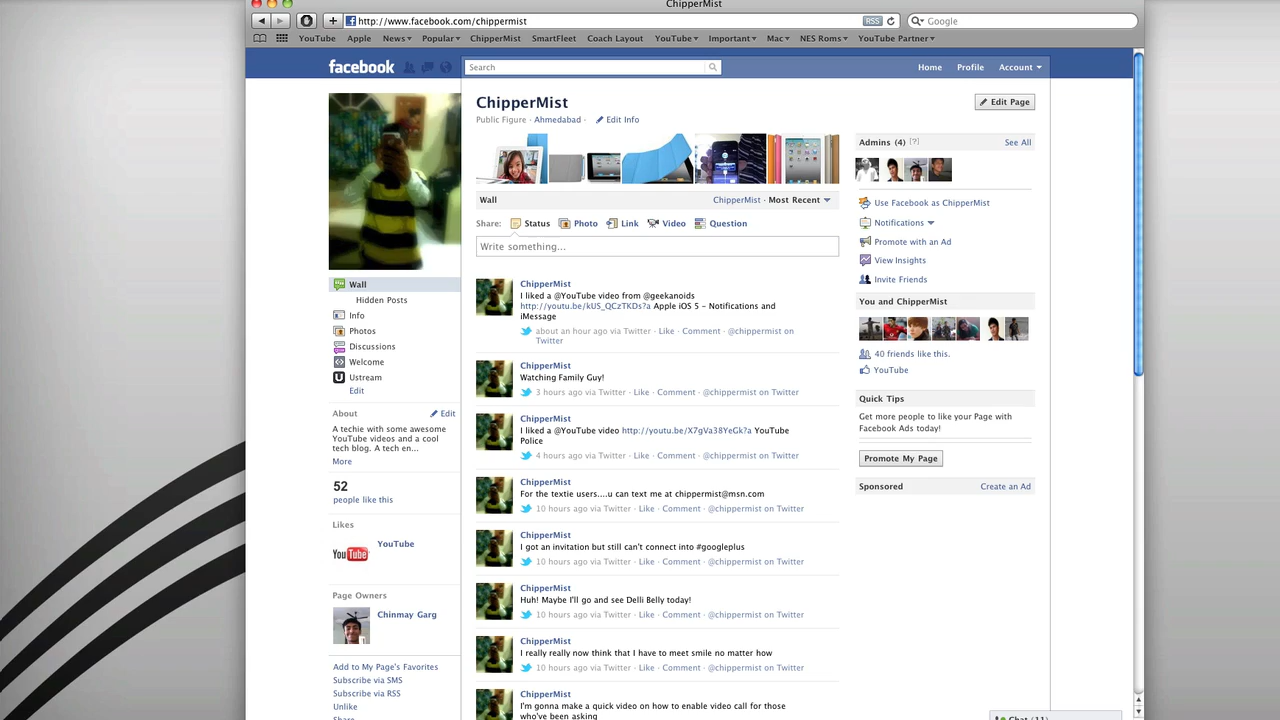 ChipperMist
http://www.facebook.com/chippermist
RSS
Google
YouTube Apple News Popular ChipperMist SmartFleet Coach Layout YouTube Important Mac NES Roms YouTube Partner
facebook
Search
Home Profile Account
ChipperMist
Edit Page
Public Figure · Ahmedabad · Edit Info
Wall
ChipperMist · Most Recent
Share: Status Photo Link Video Question
Write something...
Wall
Hidden Posts
Info
Photos
Discussions
Welcome
Ustream
Edit
About
Edit
A techie with some awesome
YouTube videos and a cool
tech blog. A tech en...
More
52
people like this
Likes
YouTube
YouTube
Page Owners
Chinmay Garg
Add to My Page's Favorites
Subscribe via SMS
Subscribe via RSS
Unlike
Share
ChipperMist
I liked a @YouTube video from @geekanoids
http://youtu.be/kUS_QCzTKDs?a Apple iOS 5 - Notifications and
iMessage
about an hour ago via Twitter · Like · Comment · @chippermist on
Twitter
ChipperMist
Watching Family Guy!
3 hours ago via Twitter · Like · Comment · @chippermist on Twitter
ChipperMist
I liked a @YouTube video http://youtu.be/X7gVa38YeGk?a YouTube
Police
4 hours ago via Twitter · Like · Comment · @chippermist on Twitter
ChipperMist
For the textie users....u can text me at chippermist@msn.com
10 hours ago via Twitter · Like · Comment · @chippermist on Twitter
ChipperMist
I got an invitation but still can't connect into #googleplus
10 hours ago via Twitter · Like · Comment · @chippermist on Twitter
ChipperMist
Huh! Maybe I'll go and see Delli Belly today!
10 hours ago via Twitter · Like · Comment · @chippermist on Twitter
ChipperMist
I really really now think that I have to meet smile no matter how
10 hours ago via Twitter · Like · Comment · @chippermist on Twitter
ChipperMist
I'm gonna make a quick video on how to enable video call for those
who've been asking
Admins (4) [?]
See All
Use Facebook as ChipperMist
Notifications
Promote with an Ad
View Insights
Invite Friends
You and ChipperMist
40 friends like this.
YouTube
Quick Tips
Get more people to like your Page with
Facebook Ads today!
Promote My Page
Sponsored
Create an Ad
Chat (11)